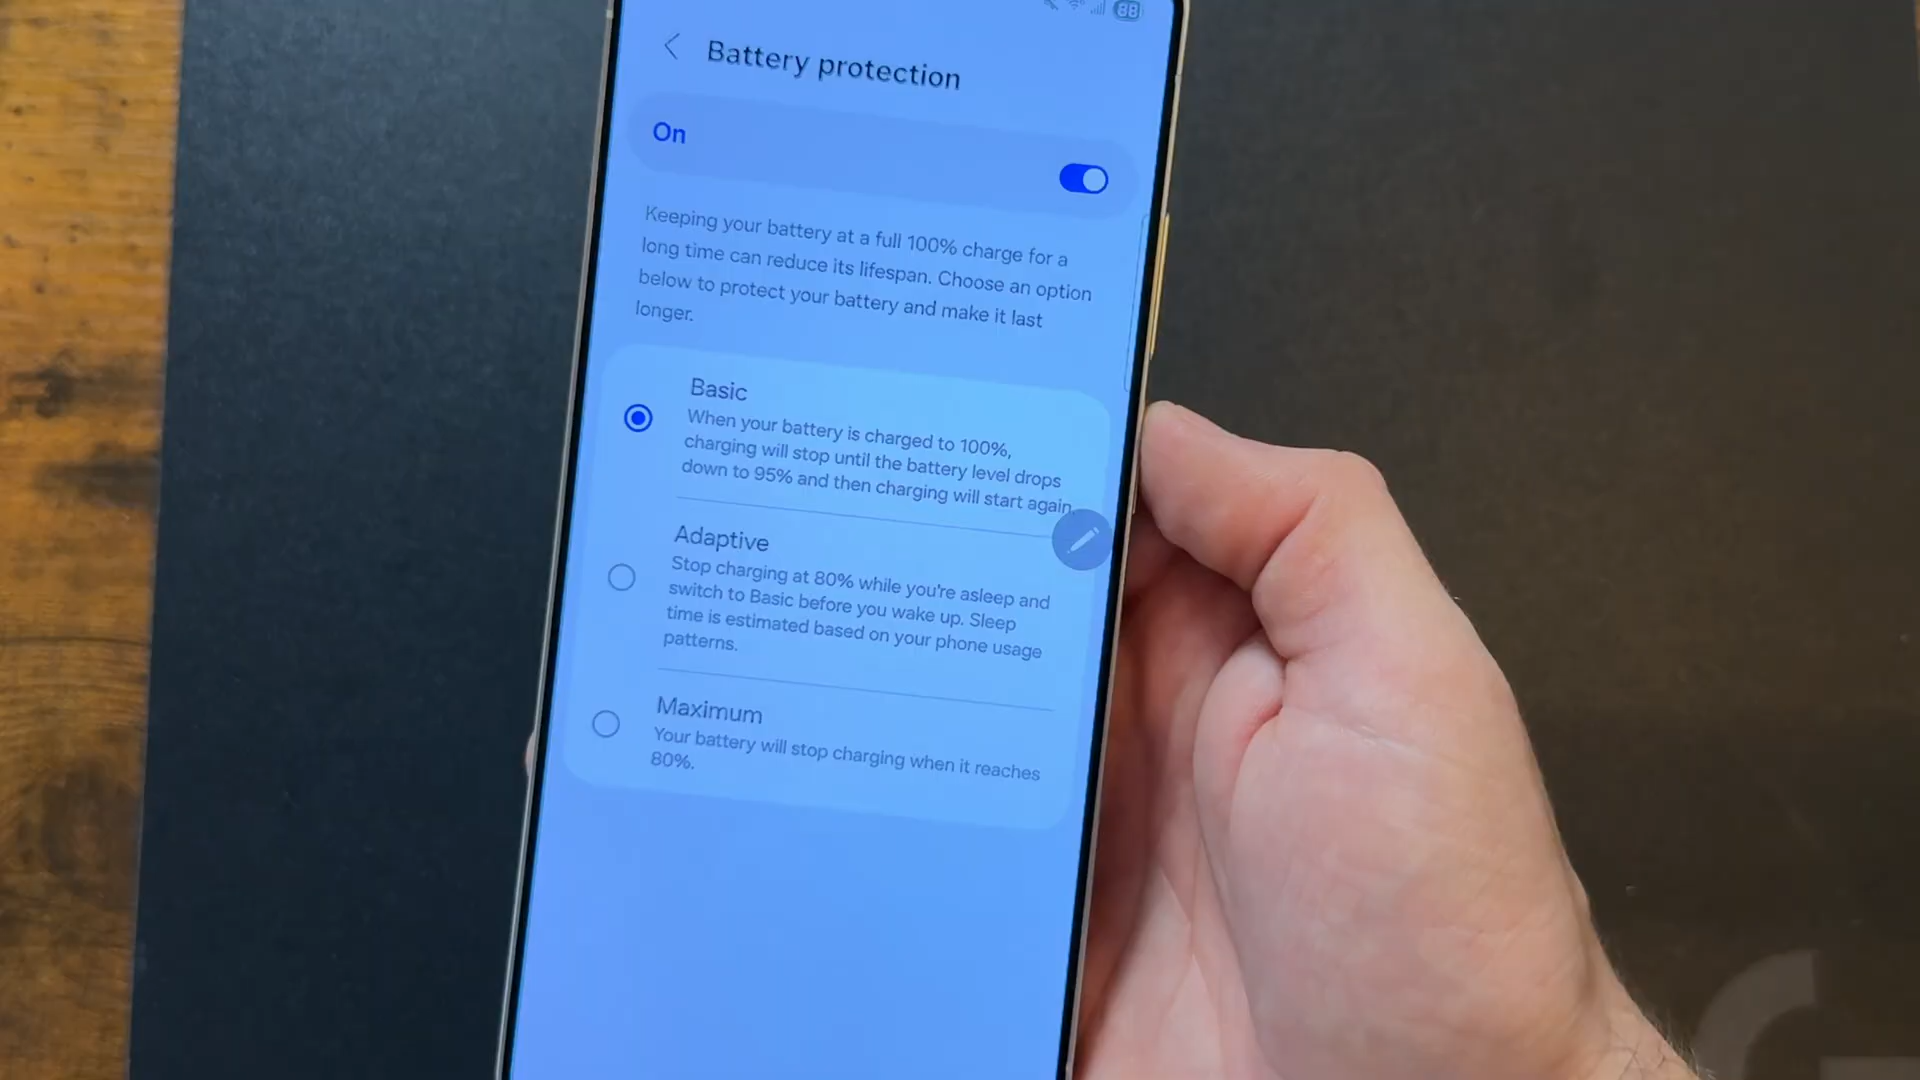 88
Battery protection
On
Keeping your battery at a full 100% charge for a
long time can reduce its lifespan. Choose an option
below to protect your battery and make it last
longer.
Basic
When your battery is charged to 100%,
charging will stop until the battery level drops
down to 95% and then charging will start again.
Adaptive
Stop charging at 80% while you're asleep and
switch to Basic before you wake up. Sleep
time is estimated based on your phone usage
patterns.
Maximum
Your battery will stop charging when it reaches
80%.